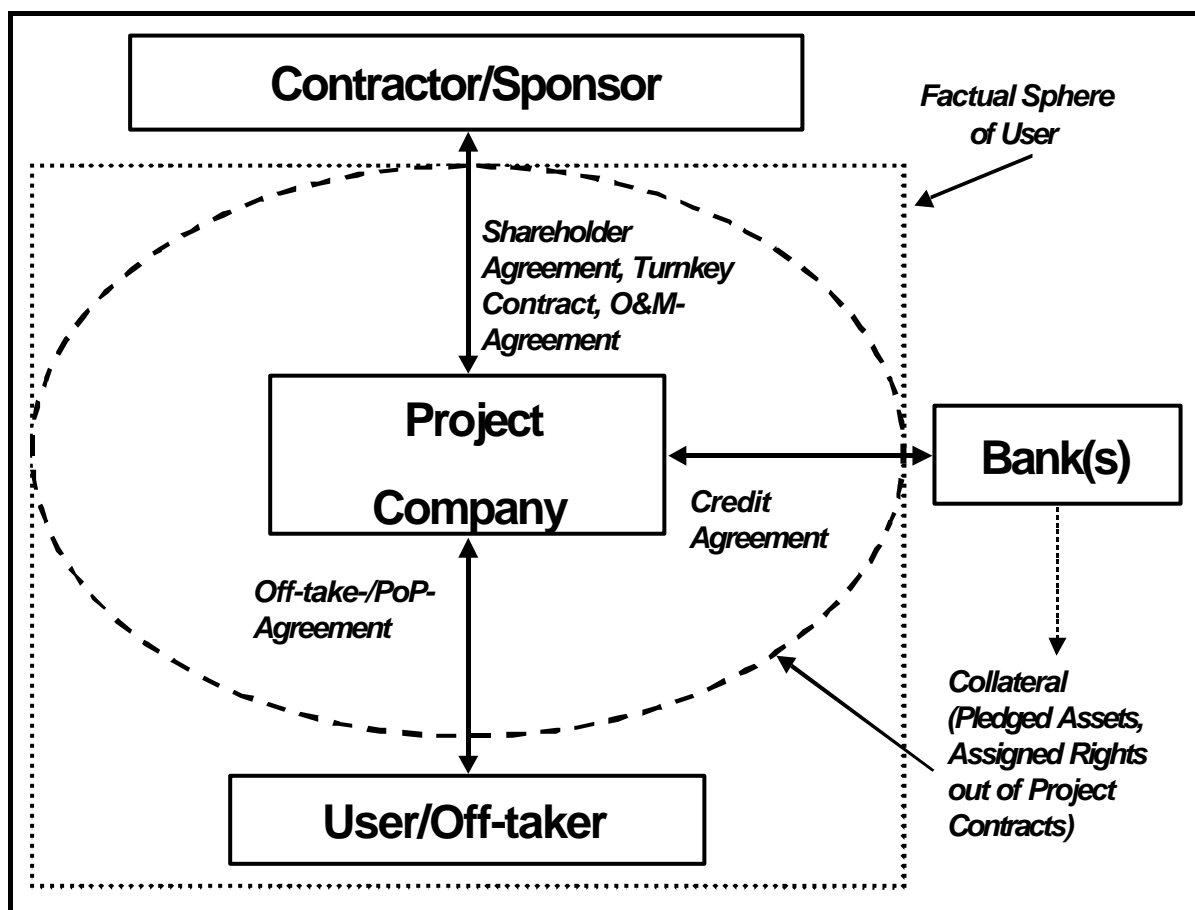 Contractor/Sponsor
Factual Sphere
of User
Shareholder
Agreement, Turnkey
Contract, O&M-
Agreement
Project
Company
Bank(s)
Credit
Agreement
Off-take-/PoP-
Agreement
Collateral
(Pledged Assets,
Assigned Rights
out of Project
Contracts)
User/Off-taker